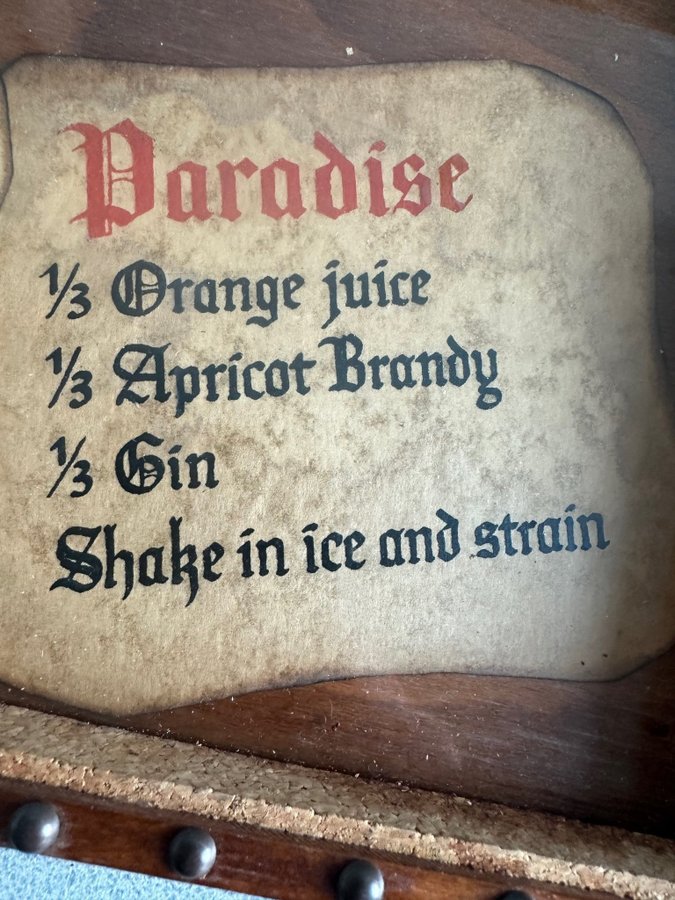 Paradise
⅓ Orange juice
⅓ Apricot Brandy
⅓ Gin
Shake in ice and strain